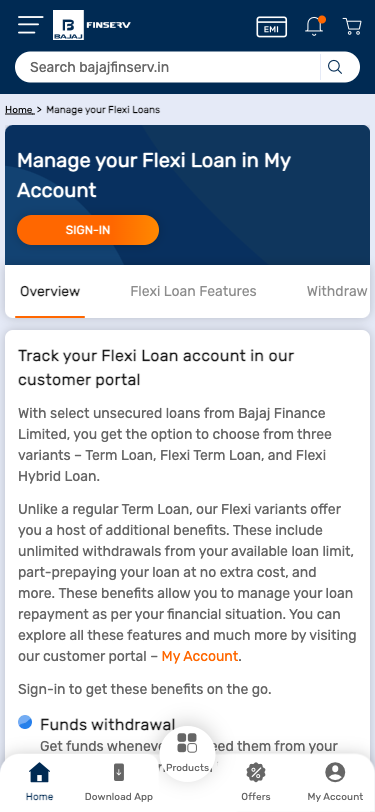 BAJAJ
FINSERV
EMI
Search bajajfinserv.in
Home > Manage your Flexi Loans
Manage your Flexi Loan in My
Account
SIGN-IN
Overview
Flexi Loan Features
Withdraw
Track your Flexi Loan account in our
customer portal
With select unsecured loans from Bajaj Finance
Limited, you get the option to choose from three
variants – Term Loan, Flexi Term Loan, and Flexi
Hybrid Loan.
Unlike a regular Term Loan, our Flexi variants offer
you a host of additional benefits. These include
unlimited withdrawals from your available loan limit,
part-prepaying your loan at no extra cost, and
more. These benefits allow you to manage your loan
repayment as per your financial situation. You can
explore all these features and much more by visiting
our customer portal – My Account.
Sign-in to get these benefits on the go.
Funds withdrawal
Get funds them from your
Home
Download App
Products
Offers
My Account